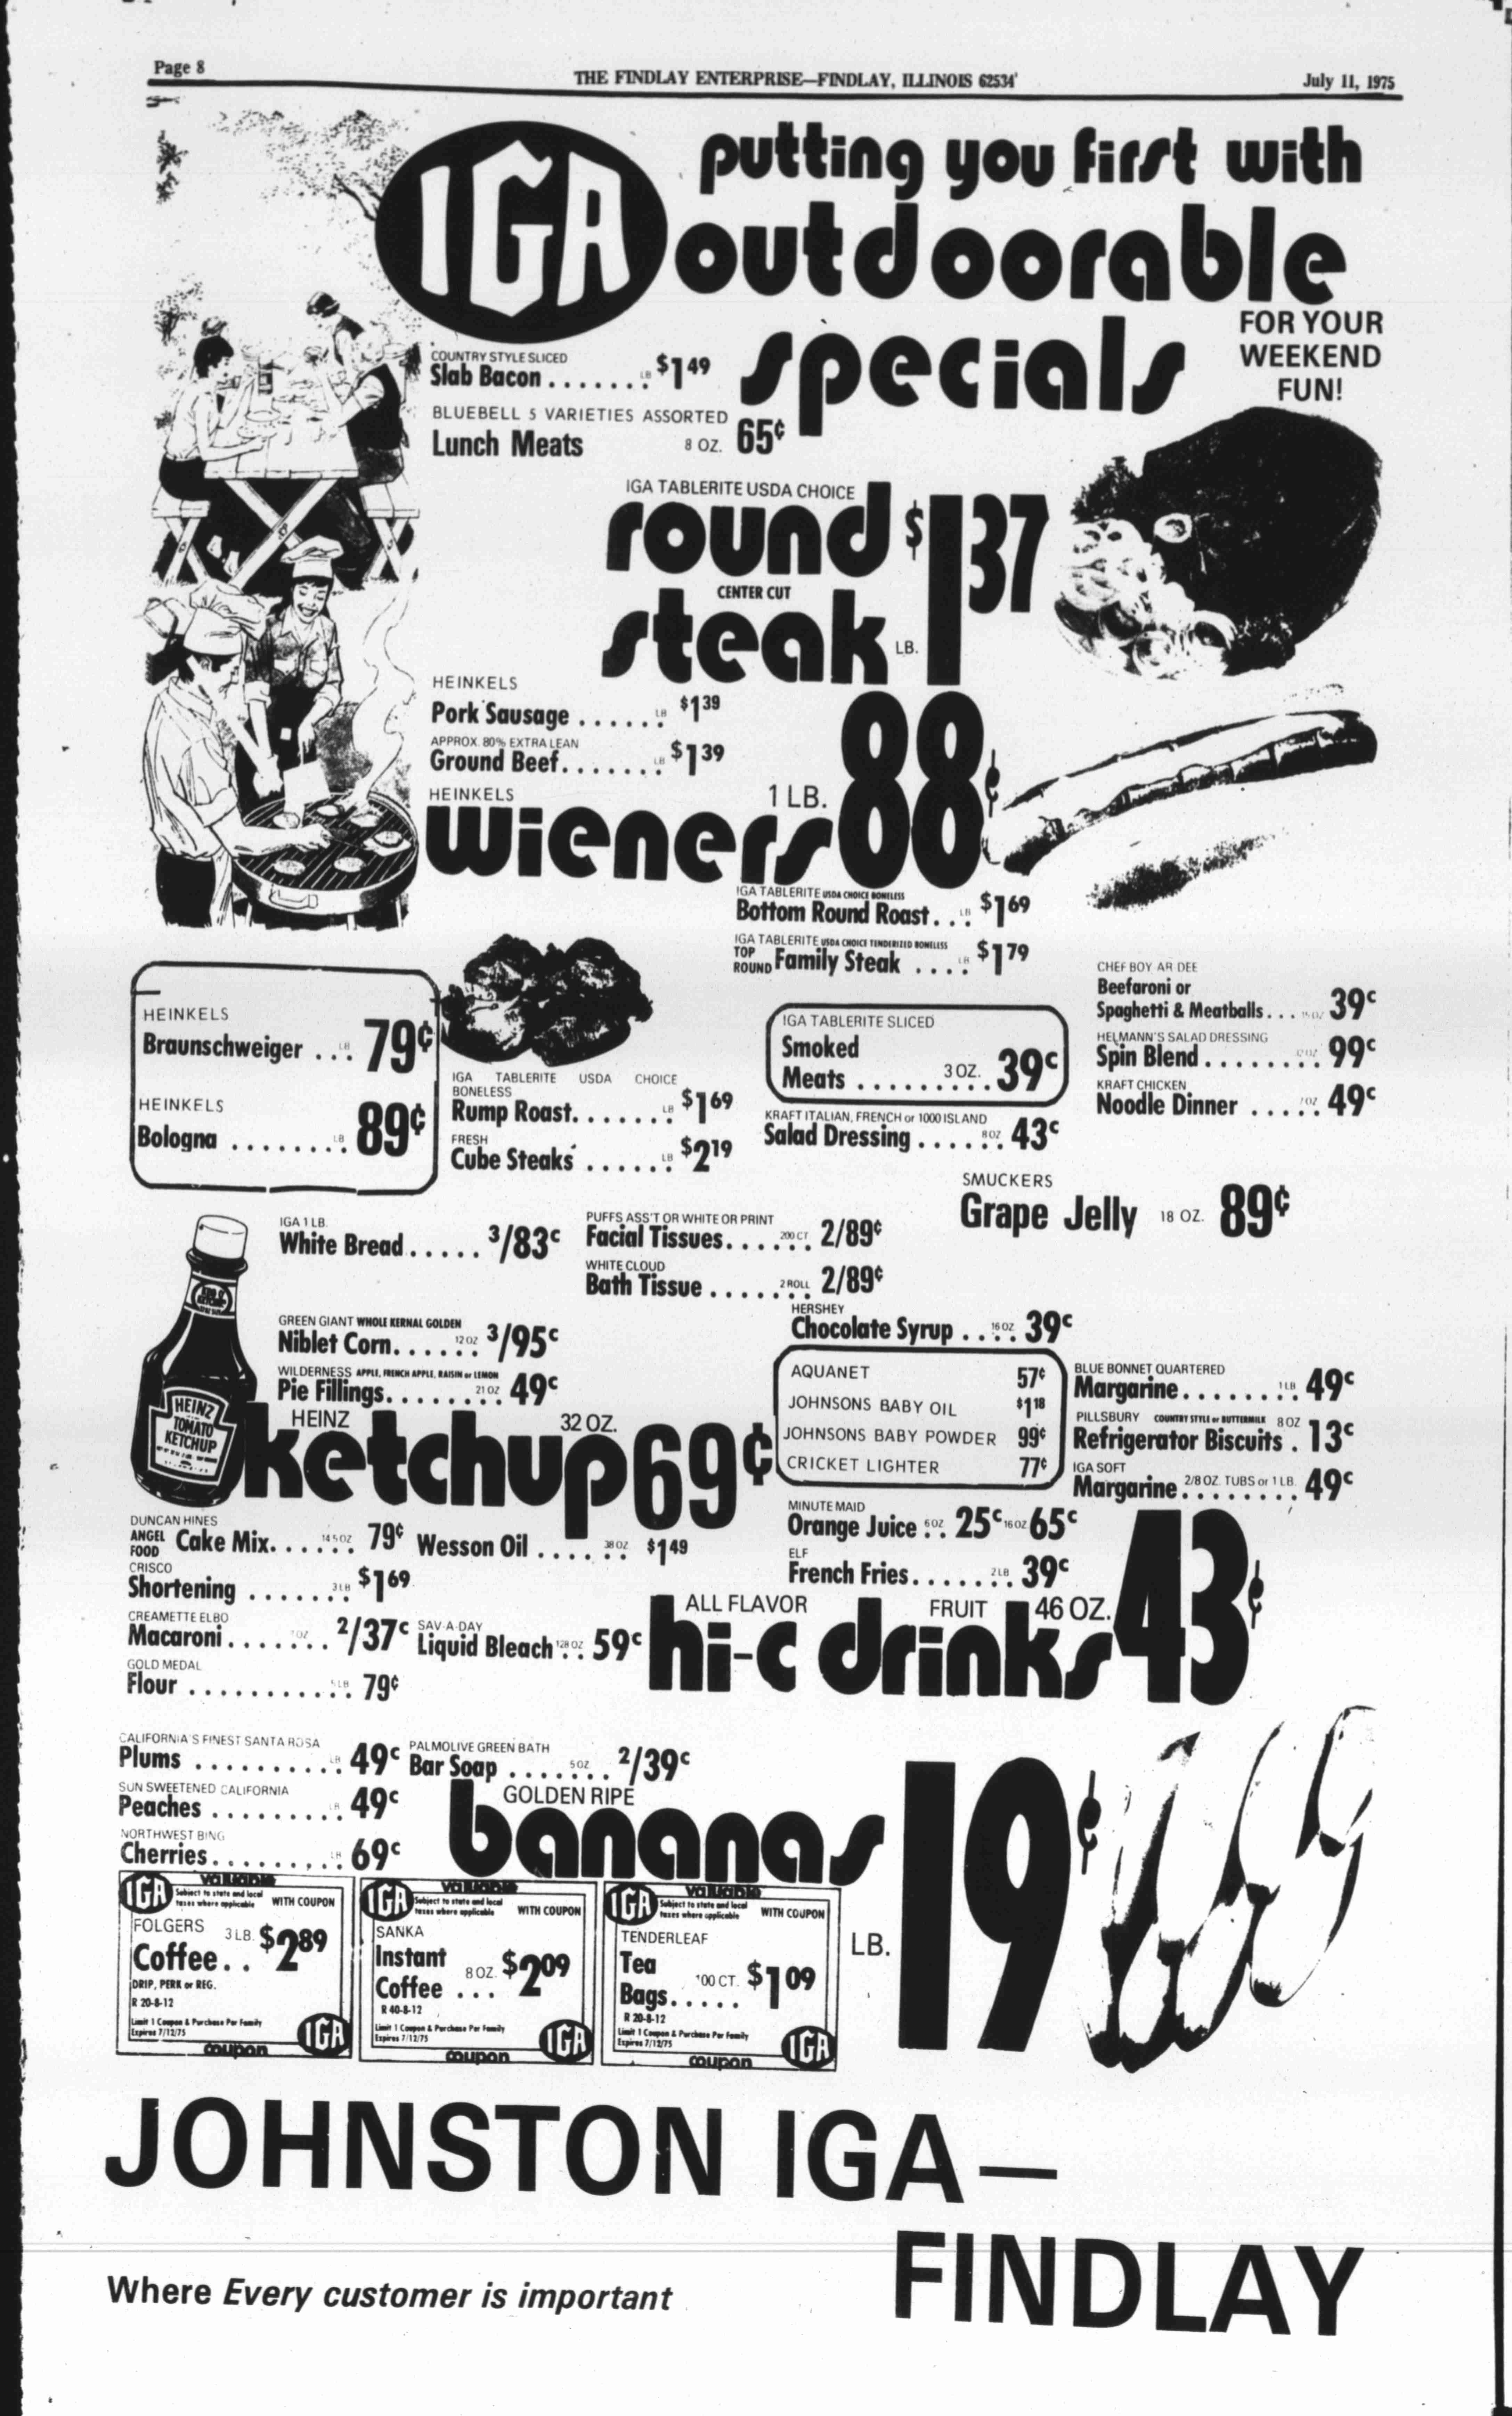 Page 8
THE FINDLAY ENTERPRISE—FINDLAY, ILLINOIS 62534
July 11, 1975
IGA
putting you first with
outdoorable
specials
FOR YOUR
WEEKEND
FUN!
COUNTRY STYLE SLICED
Slab Bacon ....... LB. $1 49
BLUEBELL 5 VARIETIES ASSORTED
Lunch Meats 8 OZ. 65¢
IGA TABLERITE USDA CHOICE
round
CENTER CUT
steak LB. $1 37
HEINKELS
Pork Sausage ...... LB. $1 39
APPROX. 80% EXTRA LEAN
Ground Beef....... LB. $1 39
HEINKELS
wieners 1 LB. 88¢
IGA TABLERITE USDA CHOICE BONELESS
Bottom Round Roast... LB. $1 69
IGA TABLERITE USDA CHOICE TENDERIZED BONELESS
TOP ROUND Family Steak .... LB. $1 79
HEINKELS
Braunschweiger ... LB 79¢
HEINKELS
Bologna ........ LB. 89¢
IGA TABLERITE USDA CHOICE
BONELESS
Rump Roast....... LB $1 69
FRESH
Cube Steaks ...... LB $2 19
IGA TABLERITE SLICED
Smoked
Meats ......... 3 OZ. 39¢
KRAFT ITALIAN, FRENCH or 1000 ISLAND
Salad Dressing ...... 8 OZ 43¢
CHEF BOY AR DEE
Beefaroni or
Spaghetti & Meatballs... 39¢
HELMANN'S SALAD DRESSING
Spin Blend ........ 99¢
KRAFT CHICKEN
Noodle Dinner ..... 7 OZ 49¢
SMUCKERS
Grape Jelly 18 OZ. 89¢
IGA 1 LB.
White Bread ..... 3/83¢
PUFFS ASS'T OR WHITE OR PRINT
Facial Tissues...... 200 CT 2/89¢
WHITE CLOUD
Bath Tissue ....... 2 ROLL 2/89¢
GREEN GIANT WHOLE KERNAL GOLDEN
Niblet Corn...... 12 OZ 3/95¢
WILDERNESS APPLE, FRENCH APPLE, RAISIN or LEMON
Pie Fillings........ 21 OZ 49¢
HERSHEY
Chocolate Syrup .... 16 OZ. 39¢
HEINZ
TOMATO
KETCHUP
HEINZ
ketchup 32 OZ. 69¢
AQUANET 57¢
JOHNSONS BABY OIL $1 18
JOHNSONS BABY POWDER 99¢
CRICKET LIGHTER 77¢
BLUE BONNET QUARTERED
Margarine........ 1 LB 49¢
PILLSBURY COUNTRY STYLE or BUTTERMILK 8 OZ
Refrigerator Biscuits . 13¢
IGA SOFT
Margarine ........ 2/8 OZ. TUBS or 1 LB. 49¢
DUNCAN HINES
ANGEL FOOD Cake Mix...... 14.5 OZ 79¢
Wesson Oil ...... 38 OZ $1 49
CRISCO
Shortening ....... 3 LB $1 69
CREAMETTE ELBO
Macaroni....... 7 OZ 2/37¢
SAV-A-DAY
Liquid Bleach .. 128 OZ 59¢
GOLD MEDAL
Flour ........... 5 LB. 79¢
MINUTE MAID
Orange Juice .. 6 OZ. 25¢ 16 OZ 65¢
ELF
French Fries....... 2 LB 39¢
ALL FLAVOR FRUIT 46 OZ.
hi-c drinks 43¢
CALIFORNIA'S FINEST SANTA ROSA
Plums .......... LB 49¢
PALMOLIVE GREEN BATH
Bar Soap ....... 5 OZ 2/39¢
SUN SWEETENED CALIFORNIA
Peaches ......... LB 49¢
NORTHWEST BING
Cherries......... LB 69¢
GOLDEN RIPE
bananas LB. 19¢
IGA valuable
Subject to state and local
taxes where applicable
WITH COUPON
FOLGERS
Coffee.. 3 LB. $2 89
DRIP, PERK or REG.
R 20-8-12
Limit 1 Coupon & Purchase Per Family
Expires 7/12/75
coupon IGA
IGA valuable
Subject to state and local
taxes where applicable
WITH COUPON
SANKA
Instant
Coffee ... 8 OZ. $2 09
R 40-8-12
Limit 1 Coupon & Purchase Per Family
Expires 7/12/75
coupon IGA
IGA valuable
Subject to state and local
taxes where applicable
WITH COUPON
TENDERLEAF
Tea
Bags..... 100 CT. $1 09
R 20-8-12
Limit 1 Coupon & Purchase Per Family
Expires 7/12/75
coupon IGA
JOHNSTON IGA—
FINDLAY
Where Every customer is important